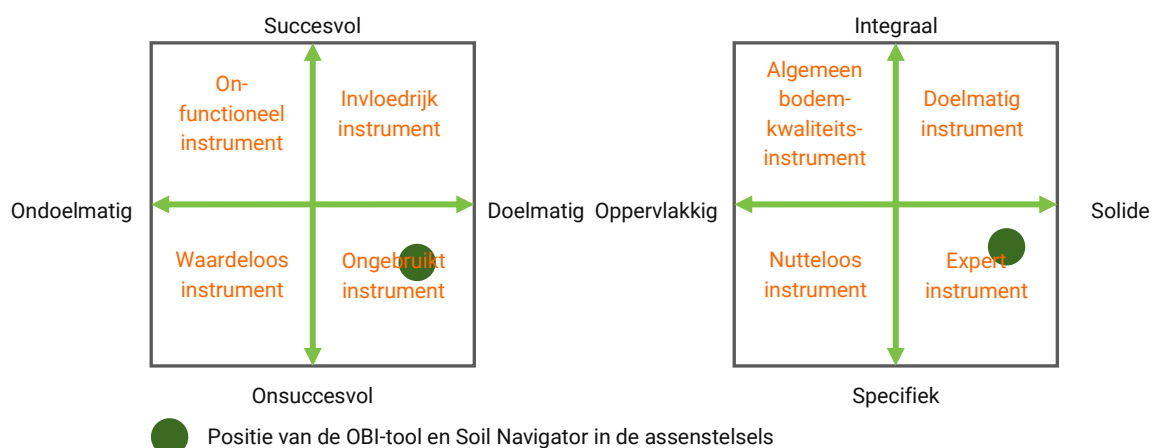 Succesvol
On-
functioneel
instrument
Invloedrijk
instrument
Ondoelmatig
Doelmatig
Waardeloos
instrument
Ongebruikt
instrument
Onsuccesvol
Integraal
Algemeen
bodem-
kwaliteits-
instrument
Doelmatig
instrument
Oppervlakkig
Solide
Nutteloos
instrument
Expert
instrument
Specifiek
Positie van de OBI-tool en Soil Navigator in de assenstelsels